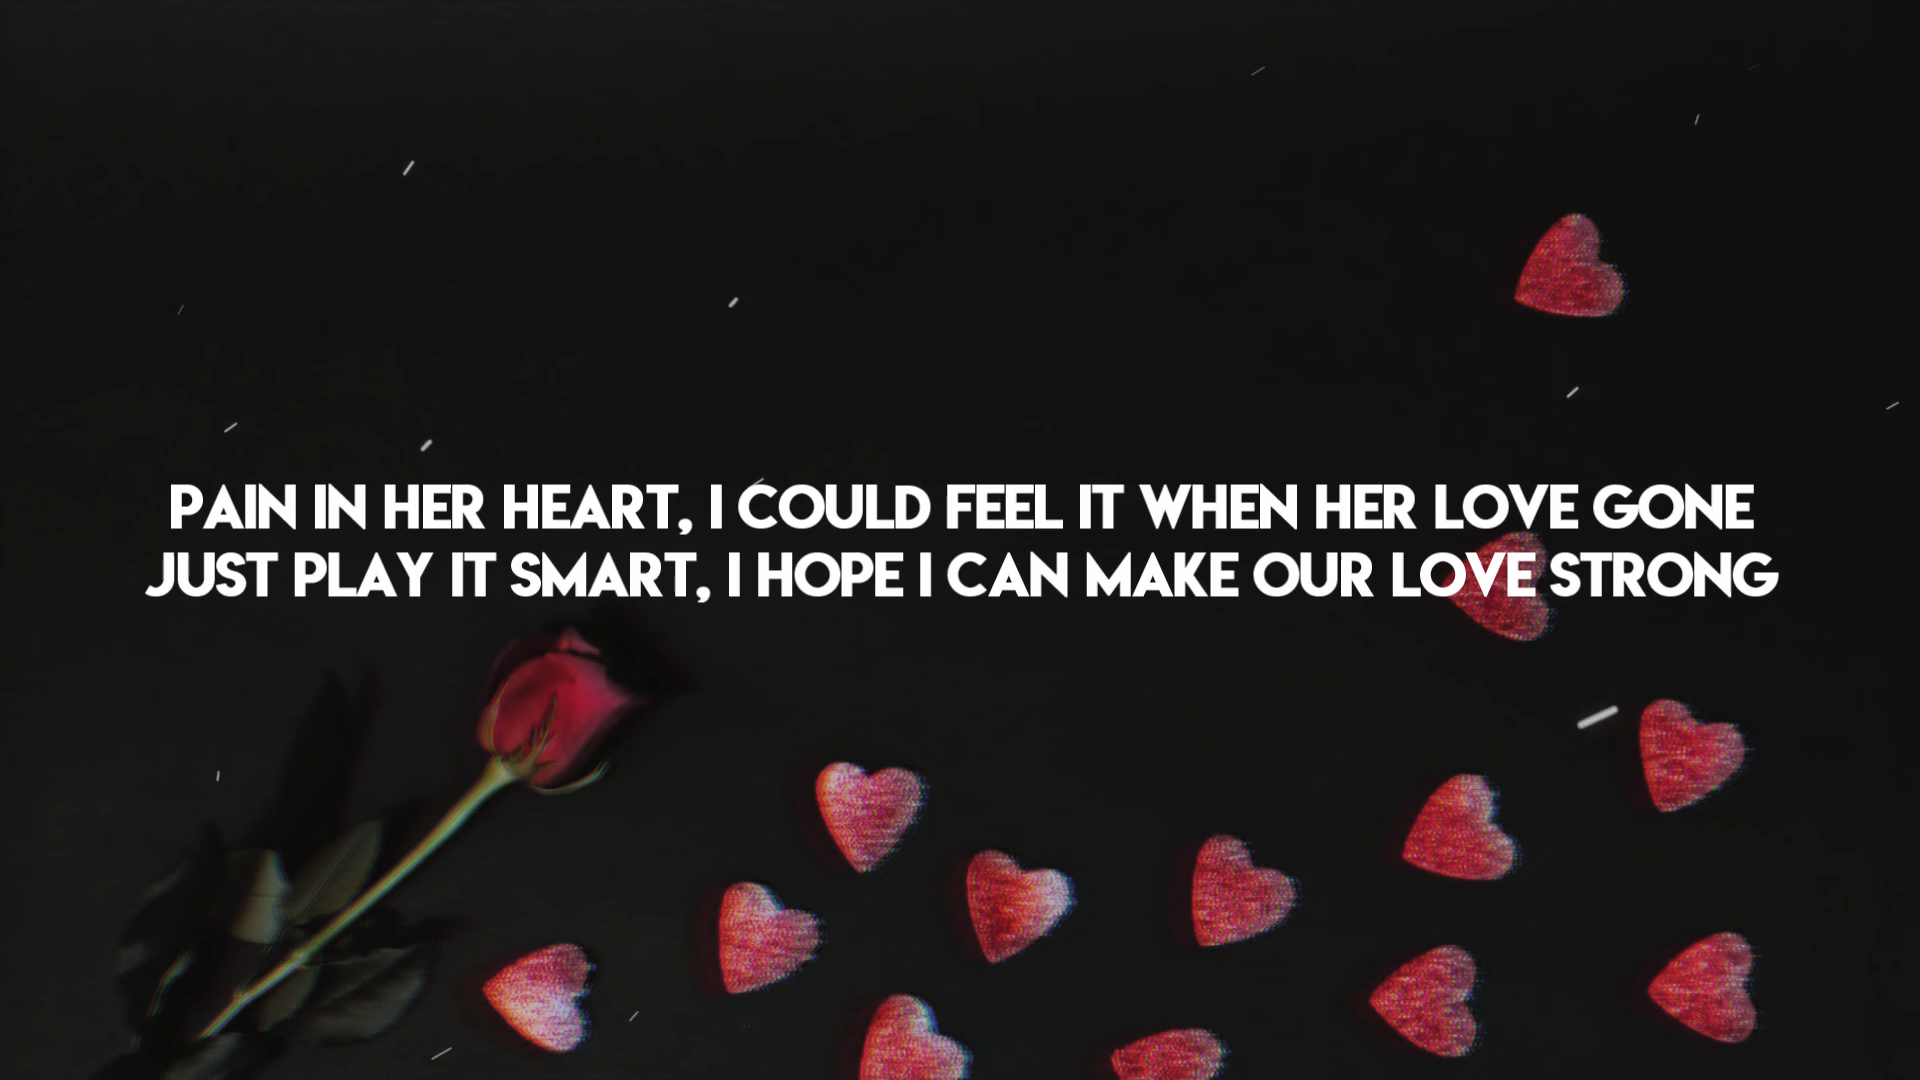 PAIN IN HER HEART, I COULD FEEL IT WHEN HER LOVE GONE
JUST PLAY IT SMART, I HOPE I CAN MAKE OUR LOVE STRONG